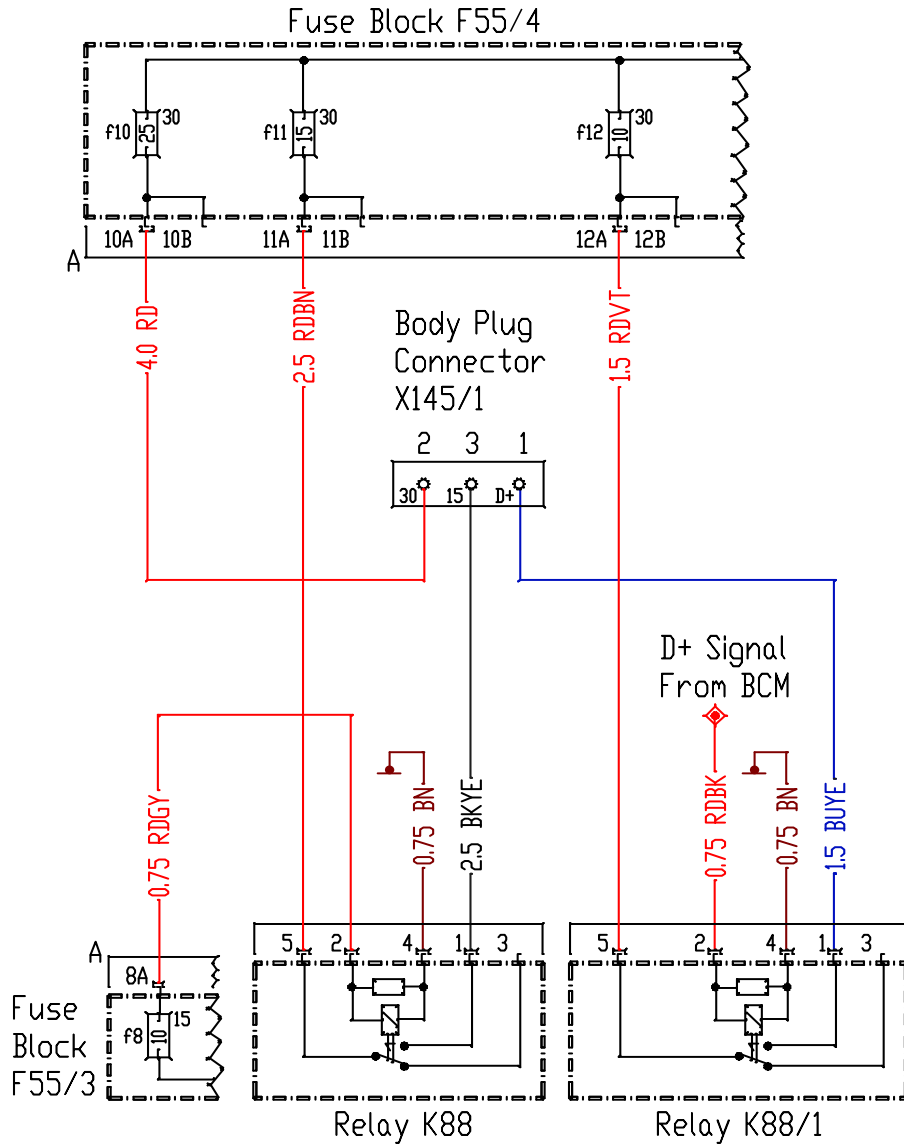 Fuse Block F55/4
f10 25 30
f11 15 30
f12 10 30
10A 10B 11A 11B 12A 12B
A
4.0 RD
2.5 RDBN
1.5 RDVT
Body Plug
Connector
X145/1
2 3 1
30 15 D+
D+ Signal
From BCM
0.75 RDGY
0.75 BN
2.5 BKYE
0.75 RDBK
0.75 BN
1.5 BUYE
5 2 4 1 3
5 2 4 1 3
A
8A
Fuse
Block
F55/3
f8 10 15
Relay K88
Relay K88/1